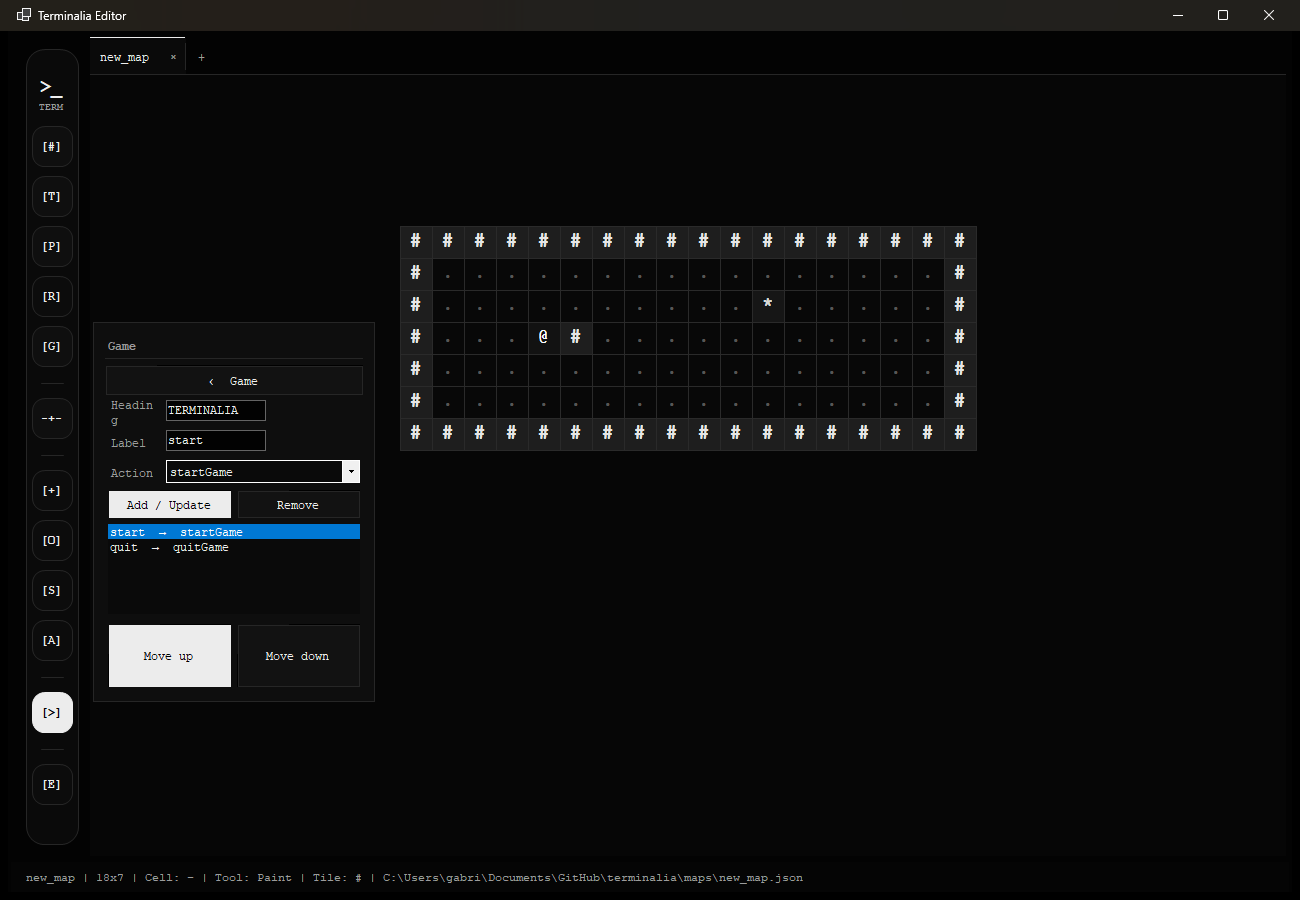 Terminalia Editor
new_map × +
>_
TERM
[#]
[T]
[P]
[R]
[G]
-+-
[+]
[O]
[S]
[A]
[>]
[E]
Game
‹ Game
Headin
g
TERMINALIA
Label start
Action startGame
Add / Update Remove
start → startGame
quit → quitGame
Move up Move down
# # # # # # # # # # # # # # # # # #
# . . . . . . . . . . . . . . . . #
# . . . . . . . . . . * . . . . . #
# . . . @ # . . . . . . . . . . . #
# . . . . . . . . . . . . . . . . #
# . . . . . . . . . . . . . . . . #
# # # # # # # # # # # # # # # # # #
new_map | 18x7 | Cell: - | Tool: Paint | Tile: # | C:\Users\gabri\Documents\GitHub\terminalia\maps\new_map.json